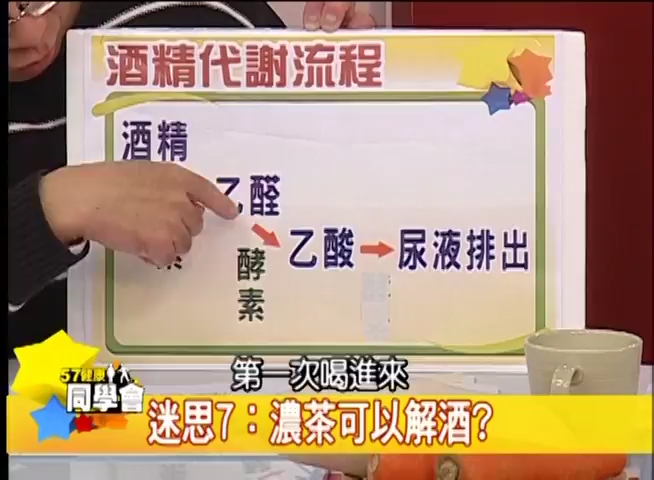 酒精代謝流程
酒精
乙醛
乙酸
尿液排出
酵素
第一次喝進來
57健康
同學會
迷思7：濃茶可以解酒?